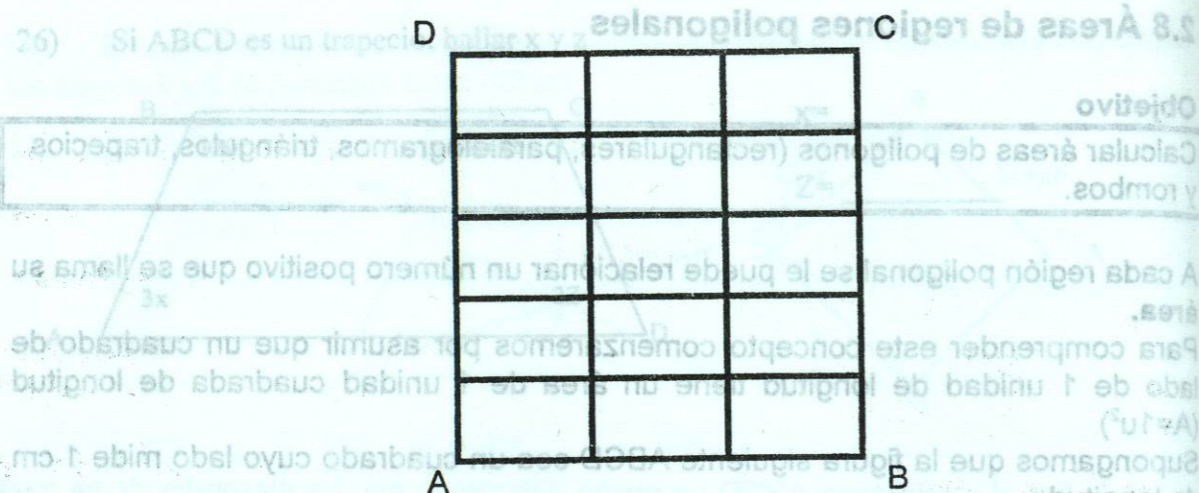 2.8 Áreas de regiones poligonales
26) Si ABCD es un trapecio, hallar x y z
D C
Objetivo
B C x=
Calcular áreas de polígonos (rectangulares, paralelogramos, triángulos, trapecios
y rombos.
Z=
A cada región poligonal se le puede relacionar un número positivo que se llama su
área.
3x 2Z
A D
Para comprender este concepto comenzaremos por asumir que un cuadrado de
lado de 1 unidad de longitud tiene un área de 1 unidad cuadrada de longitud
(A=1u²)
Supongamos que la figura siguiente ABCD sea un cuadrado cuyo lado mide 1 cm
A B